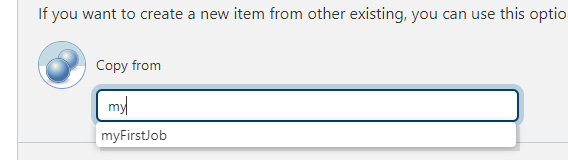 If you want to create a new item from other existing, you can use this optio
Copy from
my
myFirstJob